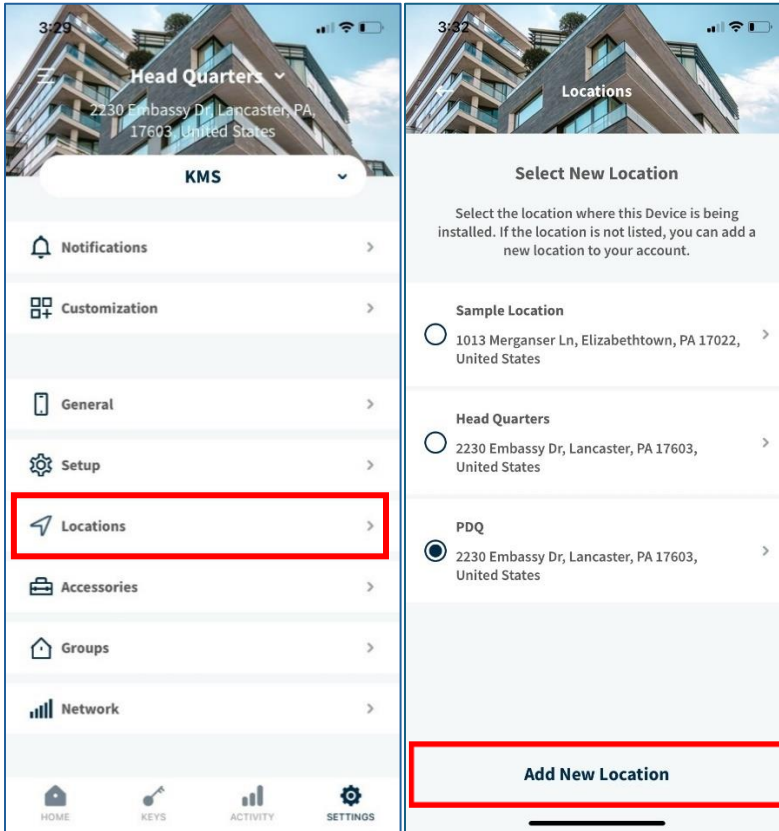 3:29
Head Quarters
2230 Embassy Dr, Lancaster, PA,
17603, United States
KMS
Notifications
Customization
General
Setup
Locations
Accessories
Groups
Network
HOME
KEYS
ACTIVITY
SETTINGS
3:32
Locations
Select New Location
Select the location where this Device is being
installed. If the location is not listed, you can add a
new location to your account.
Sample Location
1013 Merganser Ln, Elizabethtown, PA 17022,
United States
Head Quarters
2230 Embassy Dr, Lancaster, PA 17603,
United States
PDQ
2230 Embassy Dr, Lancaster, PA 17603,
United States
Add New Location